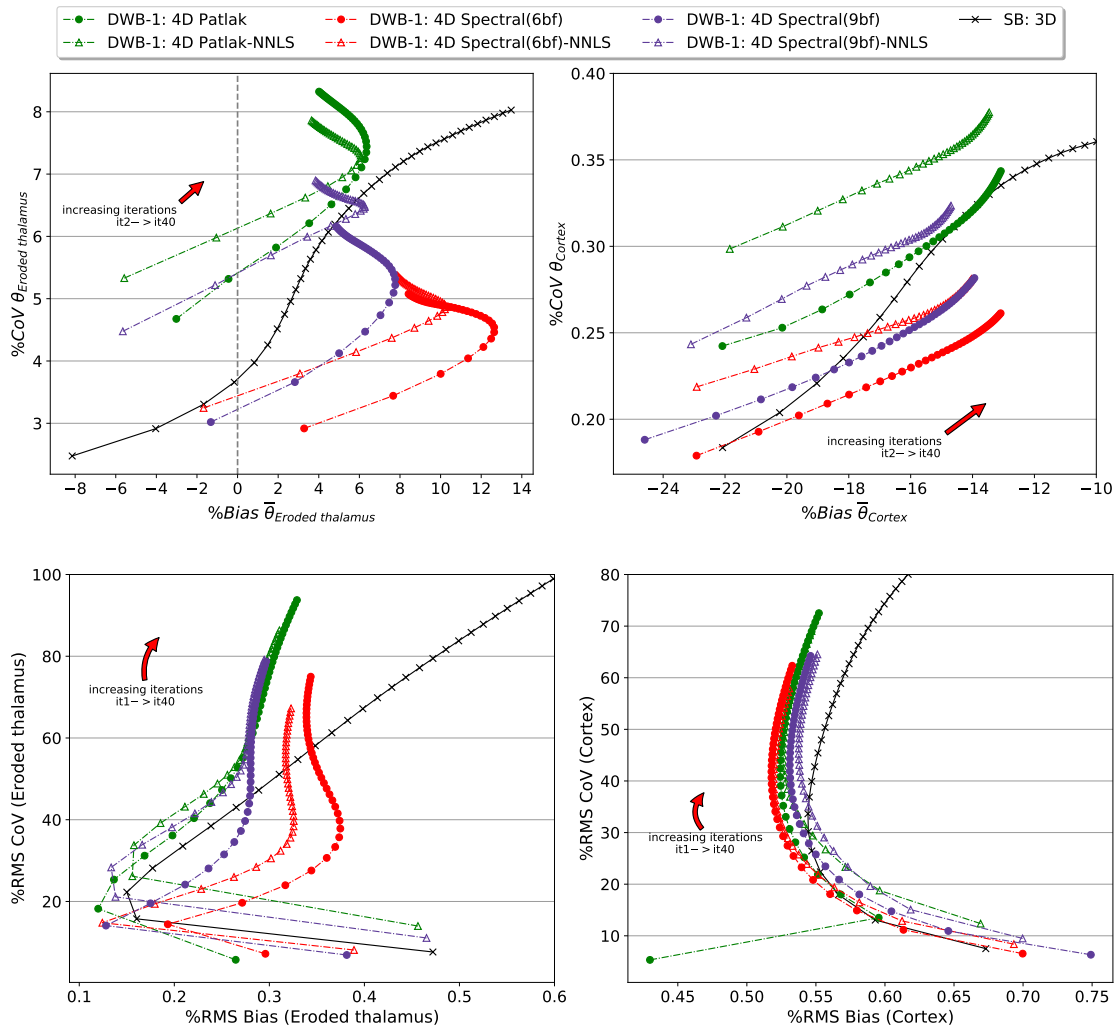 DWB-1: 4D Patlak DWB-1: 4D Spectral(6bf) DWB-1: 4D Spectral(9bf) SB: 3D
DWB-1: 4D Patlak-NNLS DWB-1: 4D Spectral(6bf)-NNLS DWB-1: 4D Spectral(9bf)-NNLS
%CoV θ Eroded thalamus
8
7
6
5
4
3
increasing iterations
it2−> it40
−8 −6 −4 −2 0 2 4 6 8 10 12 14
%Bias θ̅ Eroded thalamus
%CoV θ Cortex
0.40
0.35
0.30
0.25
0.20
increasing iterations
it2−> it40
−24 −22 −20 −18 −16 −14 −12 −10
%Bias θ̅ Cortex
%RMS CoV (Eroded thalamus)
100
80
60
40
20
increasing iterations
it1−> it40
0.1 0.2 0.3 0.4 0.5 0.6
%RMS Bias (Eroded thalamus)
%RMS CoV (Cortex)
80
70
60
50
40
30
20
10
increasing iterations
it1−> it40
0.45 0.50 0.55 0.60 0.65 0.70 0.75
%RMS Bias (Cortex)